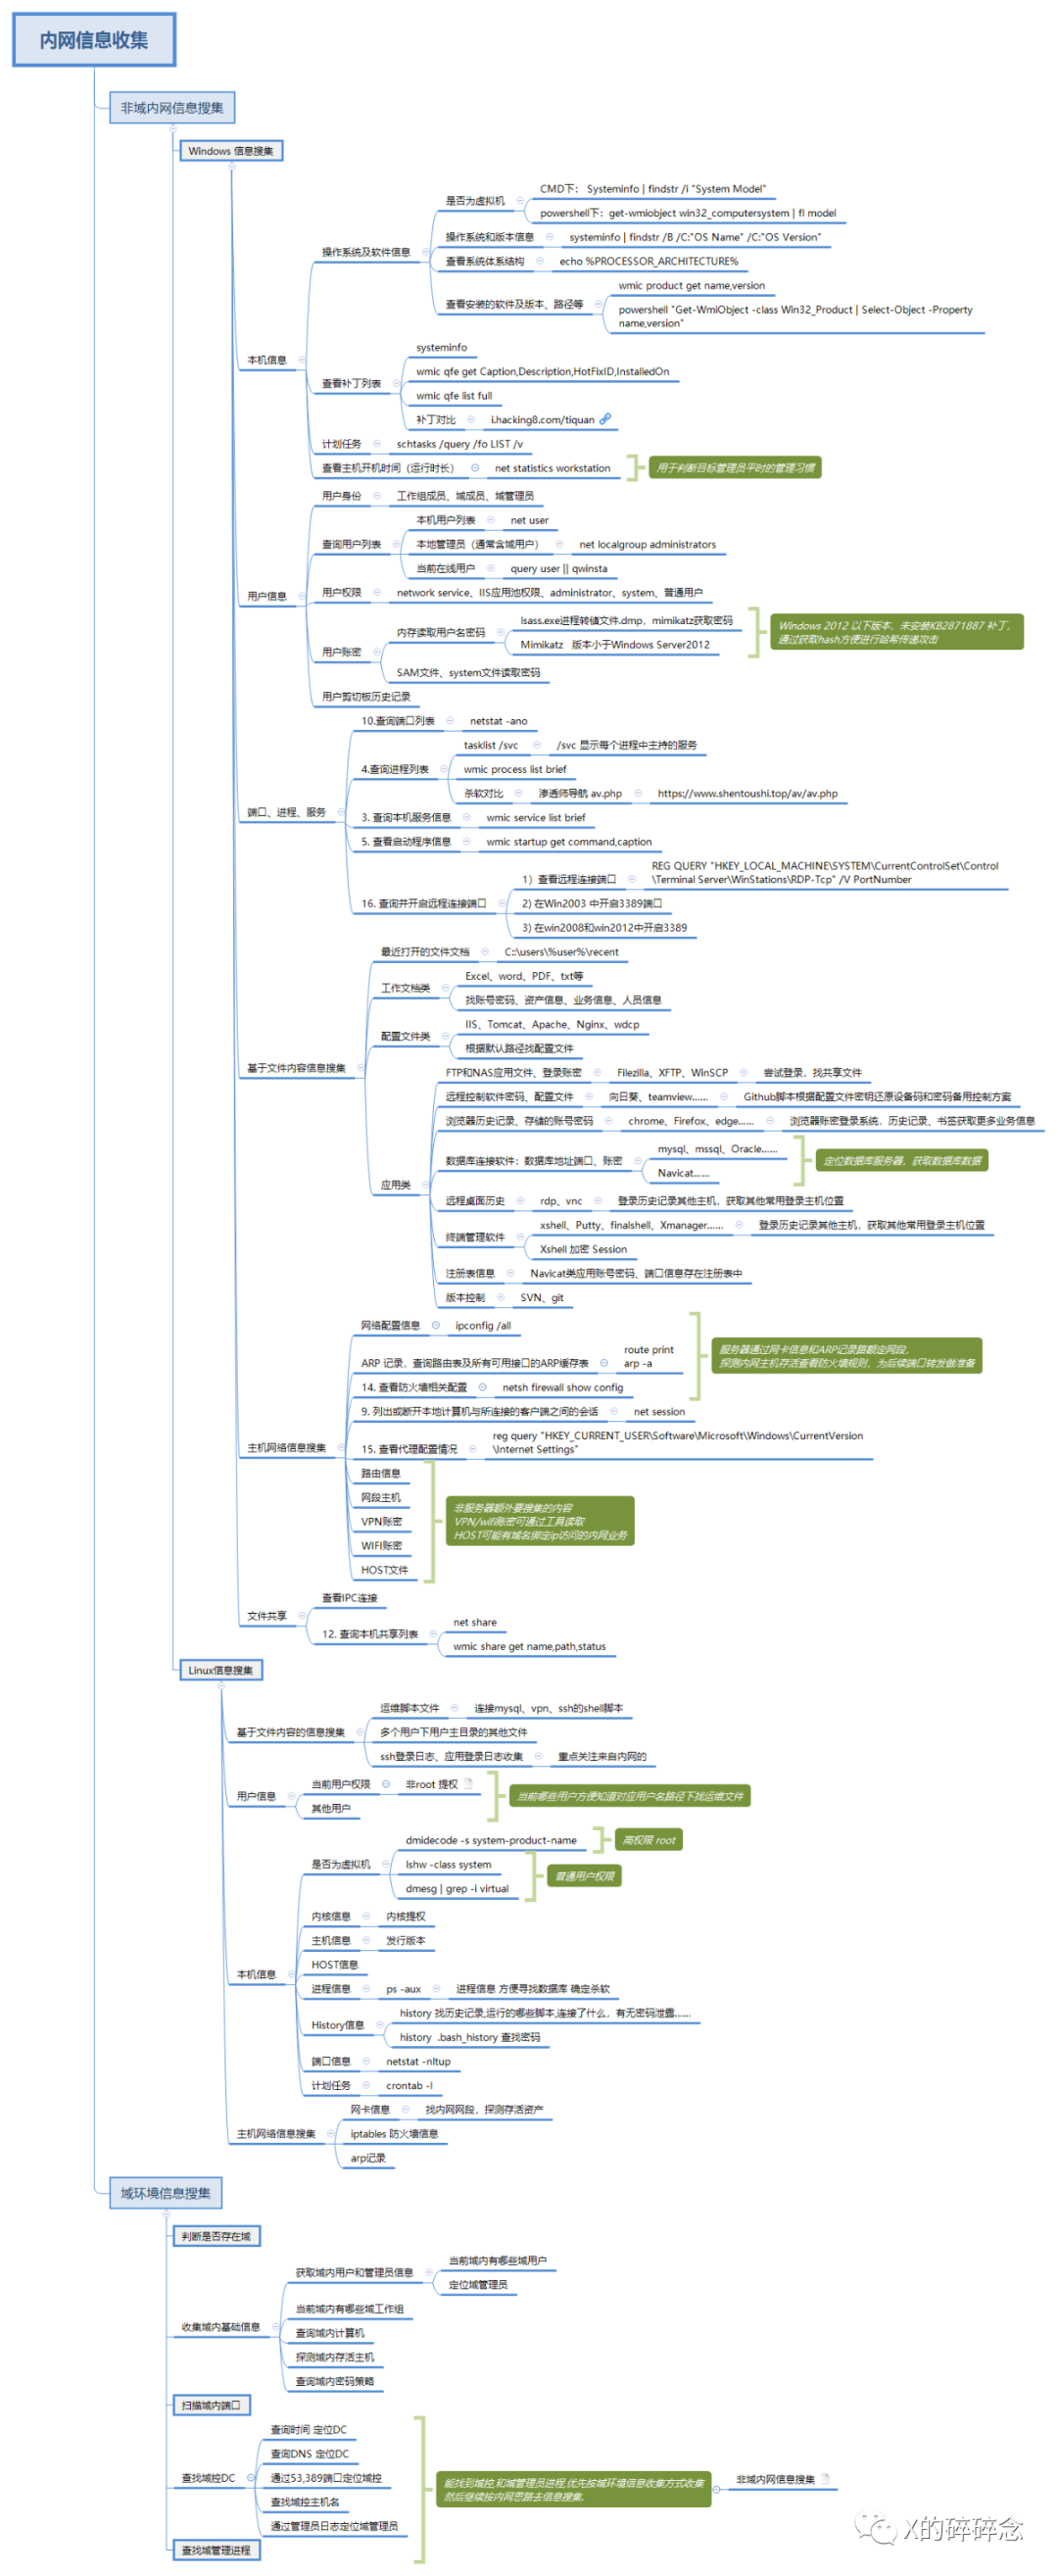 内网信息收集
非域内网信息搜集
Windows 信息搜集
本机信息
操作系统及软件信息
是否为虚拟机
CMD下： Systeminfo | findstr /i "System Model"
powershell下：get-wmiobject win32_computersystem | fl model
操作系统和版本信息
systeminfo | findstr /B /C:"OS Name" /C:"OS Version"
查看系统体系结构
echo %PROCESSOR_ARCHITECTURE%
查看安装的软件及版本、路径等
wmic product get name,version
powershell "Get-WmiObject -class Win32_Product | Select-Object -Property
name,version"
查看补丁列表
systeminfo
wmic qfe get Caption,Description,HotFixID,InstalledOn
wmic qfe list full
补丁对比
i.hacking8.com/tiquan
计划任务
schtasks /query /fo LIST /v
查看主机开机时间（运行时长）
net statistics workstation
用于判断目标管理员平时的管理习惯
用户信息
用户身份
工作组成员、域成员、域管理员
查询用户列表
本机用户列表
net user
本地管理员（通常含域用户）
net localgroup administrators
当前在线用户
query user || qwinsta
用户权限
network service、IIS应用池权限、administrator、system、普通用户
用户账密
内存读取用户名密码
lsass.exe进程转储文件.dmp，mimikatz获取密码
Mimikatz 版本小于Windows Server2012
Windows 2012 以下版本，未安装KB2871887 补丁，
通过获取hash方便进行哈希传递攻击
SAM文件、system文件读取密码
用户剪切板历史记录
端口、进程、服务
10.查询端口列表
netstat -ano
4.查询进程列表
tasklist /svc
/svc 显示每个进程中主持的服务
wmic process list brief
杀软对比
渗透师导航 av.php
https://www.shentoushi.top/av/av.php
3. 查询本机服务信息
wmic service list brief
5. 查看启动程序信息
wmic startup get command,caption
16. 查询并开启远程连接端口
1）查看远程连接端口
REG QUERY "HKEY_LOCAL_MACHINE\SYSTEM\CurrentControlSet\Control
\Terminal Server\WinStations\RDP-Tcp" /V PortNumber
2) 在Win2003 中开启3389端口
3) 在win2008和win2012中开启3389
基于文件内容信息搜集
最近打开的文件文档
C:\users\%user%\recent
工作文档类
Excel、word、PDF、txt等
找账号密码、资产信息、业务信息、人员信息
配置文件类
IIS、Tomcat、Apache、Nginx、wdcp
根据默认路径找配置文件
应用类
FTP和NAS应用文件、登录账密
Filezilla、XFTP、WinSCP
尝试登录，找共享文件
远程控制软件密码、配置文件
向日葵、teamview......
Github脚本根据配置文件密钥还原设备码和密码备用控制方案
浏览器历史记录、存储的账号密码
chrome、Firefox、edge......
浏览器账密登录系统，历史记录、书签获取更多业务信息
数据库连接软件：数据库地址端口、账密
mysql、mssql、Oracle......
Navicat......
定位数据库服务器，获取数据库数据
远程桌面历史
rdp、vnc
登录历史记录其他主机，获取其他常用登录主机位置
终端管理软件
xshell、Putty、finalshell、Xmanager......
登录历史记录其他主机，获取其他常用登录主机位置
Xshell 加密 Session
注册表信息
Navicat类应用账号密码、端口信息存在注册表中
版本控制
SVN、git
主机网络信息搜集
网络配置信息
ipconfig /all
ARP 记录，查询路由表及所有可用接口的ARP缓存表
route print
arp -a
14. 查看防火墙相关配置
netsh firewall show config
服务器通过网卡信息和ARP记录路额定网段，
探测内网主机存活查看防火墙规则，为后续端口转发做准备
9. 列出或断开本地计算机与所连接的客户端之间的会话
net session
15. 查看代理配置情况
reg query "HKEY_CURRENT_USER\Software\Microsoft\Windows\CurrentVersion
\Internet Settings"
路由信息
网段主机
VPN账密
WIFI账密
HOST文件
非服务器额外要搜集的内容
VPN/wifi账密可通过工具读取
HOST可能有域名绑定ip访问的内网业务
文件共享
查看IPC连接
12. 查询本机共享列表
net share
wmic share get name,path,status
Linux信息搜集
基于文件内容的信息搜集
运维脚本文件
连接mysql、vpn、ssh的shell脚本
多个用户下用户主目录的其他文件
ssh登录日志、应用登录日志收集
重点关注来自内网的
用户信息
当前用户权限
非root 提权
其他用户
当前哪些用户方便知道对应用户名路径下找运维文件
本机信息
是否为虚拟机
dmidecode -s system-product-name
高权限 root
lshw -class system
dmesg | grep -i virtual
普通用户权限
内核信息
内核提权
主机信息
发行版本
HOST信息
进程信息
ps -aux
进程信息 方便寻找数据库 确定杀软
History信息
history 找历史记录,运行的哪些脚本,连接了什么，有无密码泄露......
history .bash_history 查找密码
端口信息
netstat -nltup
计划任务
crontab -l
主机网络信息搜集
网卡信息
找内网网段，探测存活资产
iptables 防火墙信息
arp记录
域环境信息搜集
判断是否存在域
收集域内基础信息
获取域内用户和管理员信息
当前域内有哪些域用户
定位域管理员
当前域内有哪些域工作组
查询域内计算机
探测域内存活主机
查询域内密码策略
扫描域内端口
查找域控DC
查询时间 定位DC
查询DNS 定位DC
通过53,389端口定位域控
查找域控主机名
通过管理员日志定位域管理员
查找域管理进程
能找到域控,和域管理员进程,优先按域环境信息收集方式收集
然后继续按内网思路去信息搜集.
非域内网信息搜集
X的碎碎念